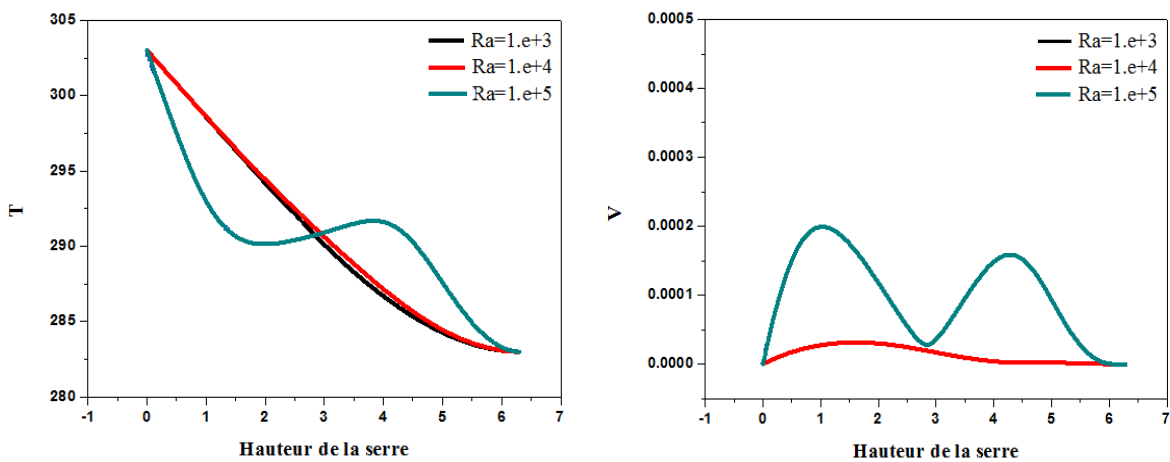 305
300
295
290
285
280
T
-1 0 1 2 3 4 5 6 7
Hauteur de la serre
Ra=1.e+3
Ra=1.e+4
Ra=1.e+5
0.0005
0.0004
0.0003
0.0002
0.0001
0.0000
V
-1 0 1 2 3 4 5 6 7
Hauteur de la serre
Ra=1.e+3
Ra=1.e+4
Ra=1.e+5